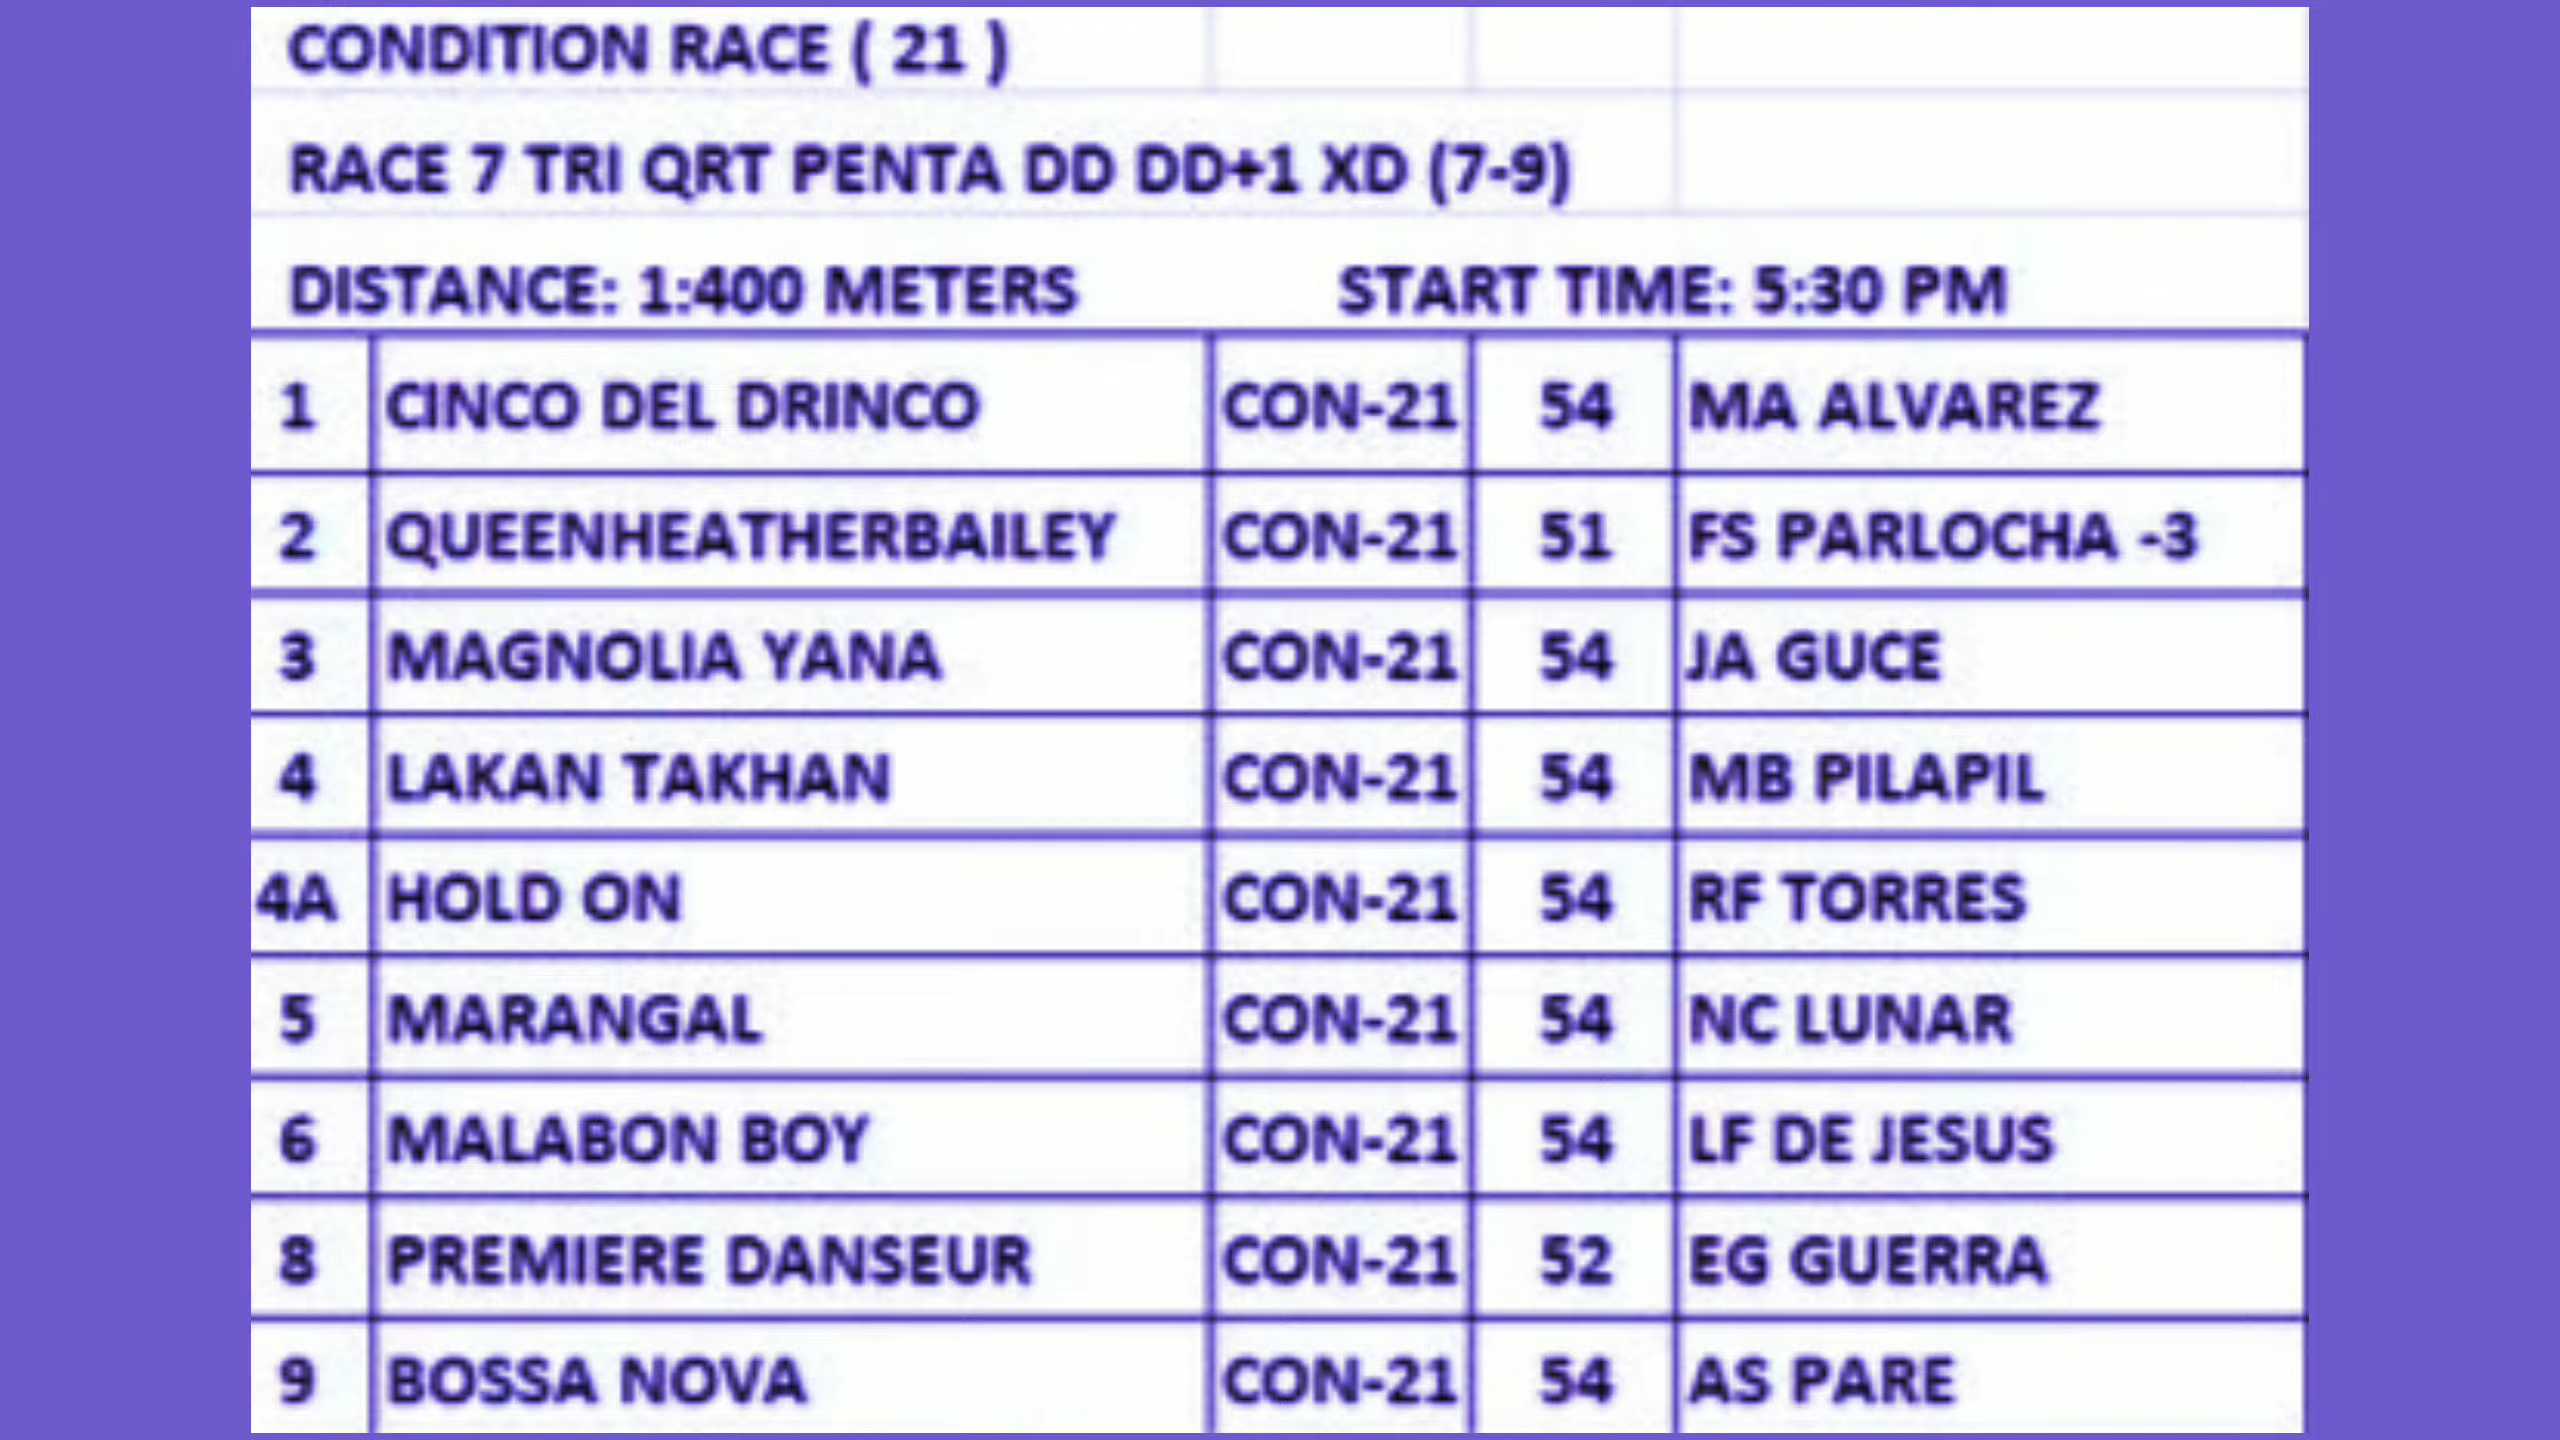 CONDITION RACE ( 21 )
RACE 7 TRI QRT PENTA DD DD+1 XD (7-9)
DISTANCE: 1:400 METERS START TIME: 5:30 PM
1 CINCO DEL DRINCO CON-21 54 MA ALVAREZ
2 QUEENHEATHERBAILEY CON-21 51 FS PARLOCHA -3
3 MAGNOLIA YANA CON-21 54 JA GUCE
4 LAKAN TAKHAN CON-21 54 MB PILAPIL
4A HOLD ON CON-21 54 RF TORRES
5 MARANGAL CON-21 54 NC LUNAR
6 MALABON BOY CON-21 54 LF DE JESUS
8 PREMIERE DANSEUR CON-21 52 EG GUERRA
9 BOSSA NOVA CON-21 54 AS PARE